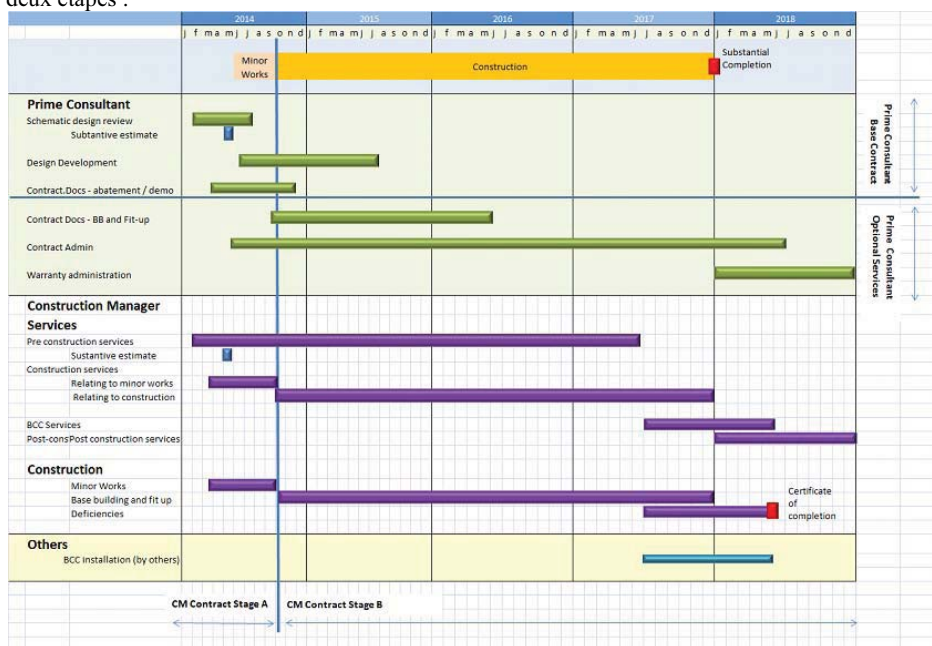 deux étapes :
2014 2015 2016 2017 2018
j f m a m j j a s o n d j f m a m j j a s o n d j f m a m j j a s o n d j f m a m j j a s o n d j f m a m j j a s o n d
Minor
Works
Construction
Substantial
Completion
Prime Consultant
Schematic design review
Subtantive estimate
Design Development
Contract.Docs - abatement / demo
Prime Consultant
Base Contract
Contract Docs - BB and Fit-up
Contract Admin
Warranty administration
Prime Consultant
Optional Services
Construction Manager
Services
Pre construction services
Sustantive estimate
Construction services
Relating to minor works
Relating to construction
BCC Services
Post-consPost construction services
Construction
Minor Works
Base building and fit up
Deficiencies
Certificate
of
completion
Others
BCC installation (by others)
CM Contract Stage A CM Contract Stage B